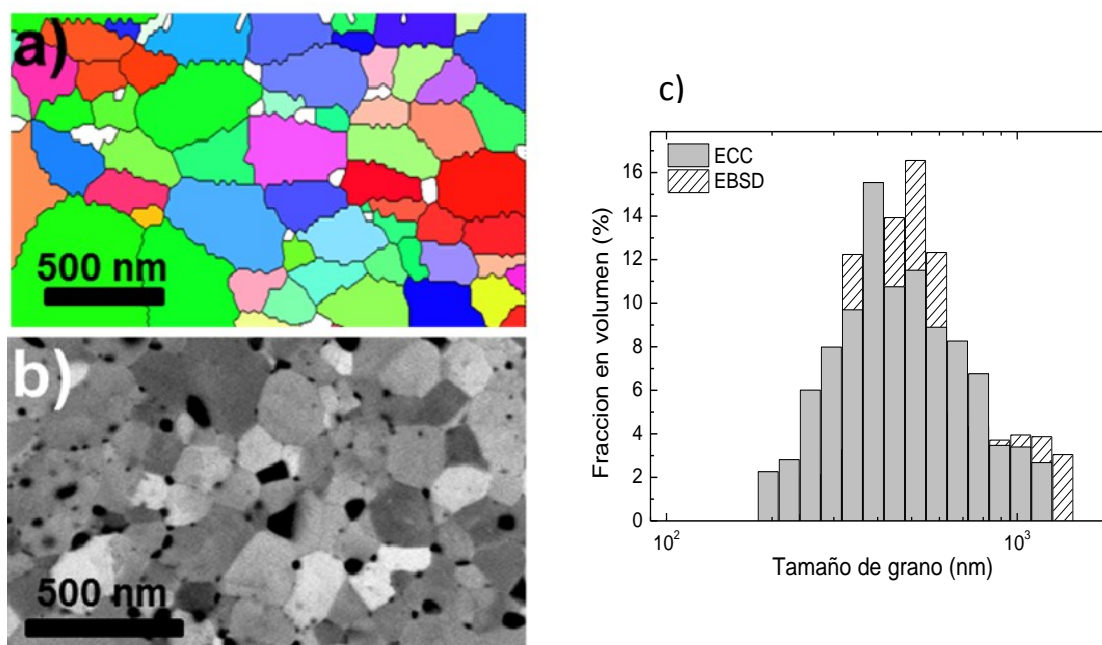 a)
500 nm
b)
500 nm
c)
ECC
EBSD
16
14
12
10
8
6
4
2
0
Fraccion en volumen (%)
10²
10³
Tamaño de grano (nm)